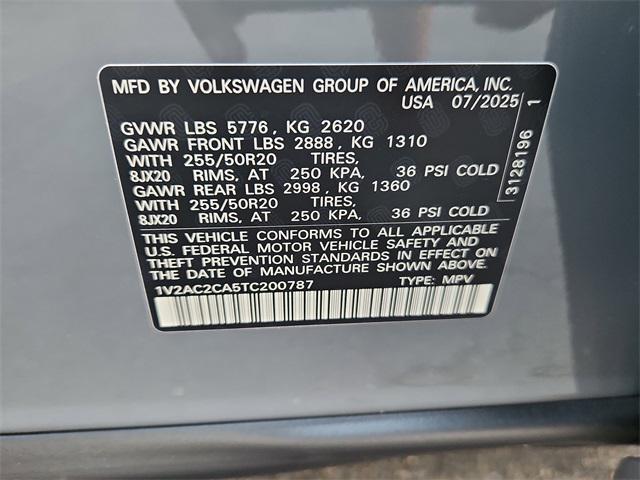 MFD BY VOLKSWAGEN GROUP OF AMERICA, INC.
USA 07/2025
GVWR LBS 5776, KG 2620
GAWR FRONT LBS 2888, KG 1310
WITH 255/50R20 TIRES,
8JX20 RIMS, AT 250 KPA, 36 PSI COLD
GAWR REAR LBS 2998, KG 1360
WITH 255/50R20 TIRES,
8JX20 RIMS, AT 250 KPA, 36 PSI COLD
THIS VEHICLE CONFORMS TO ALL APPLICABLE
U.S. FEDERAL MOTOR VEHICLE SAFETY AND
THEFT PREVENTION STANDARDS IN EFFECT ON
THE DATE OF MANUFACTURE SHOWN ABOVE.
1V2AC2CA5TC200787 TYPE: MPV
3128196 1